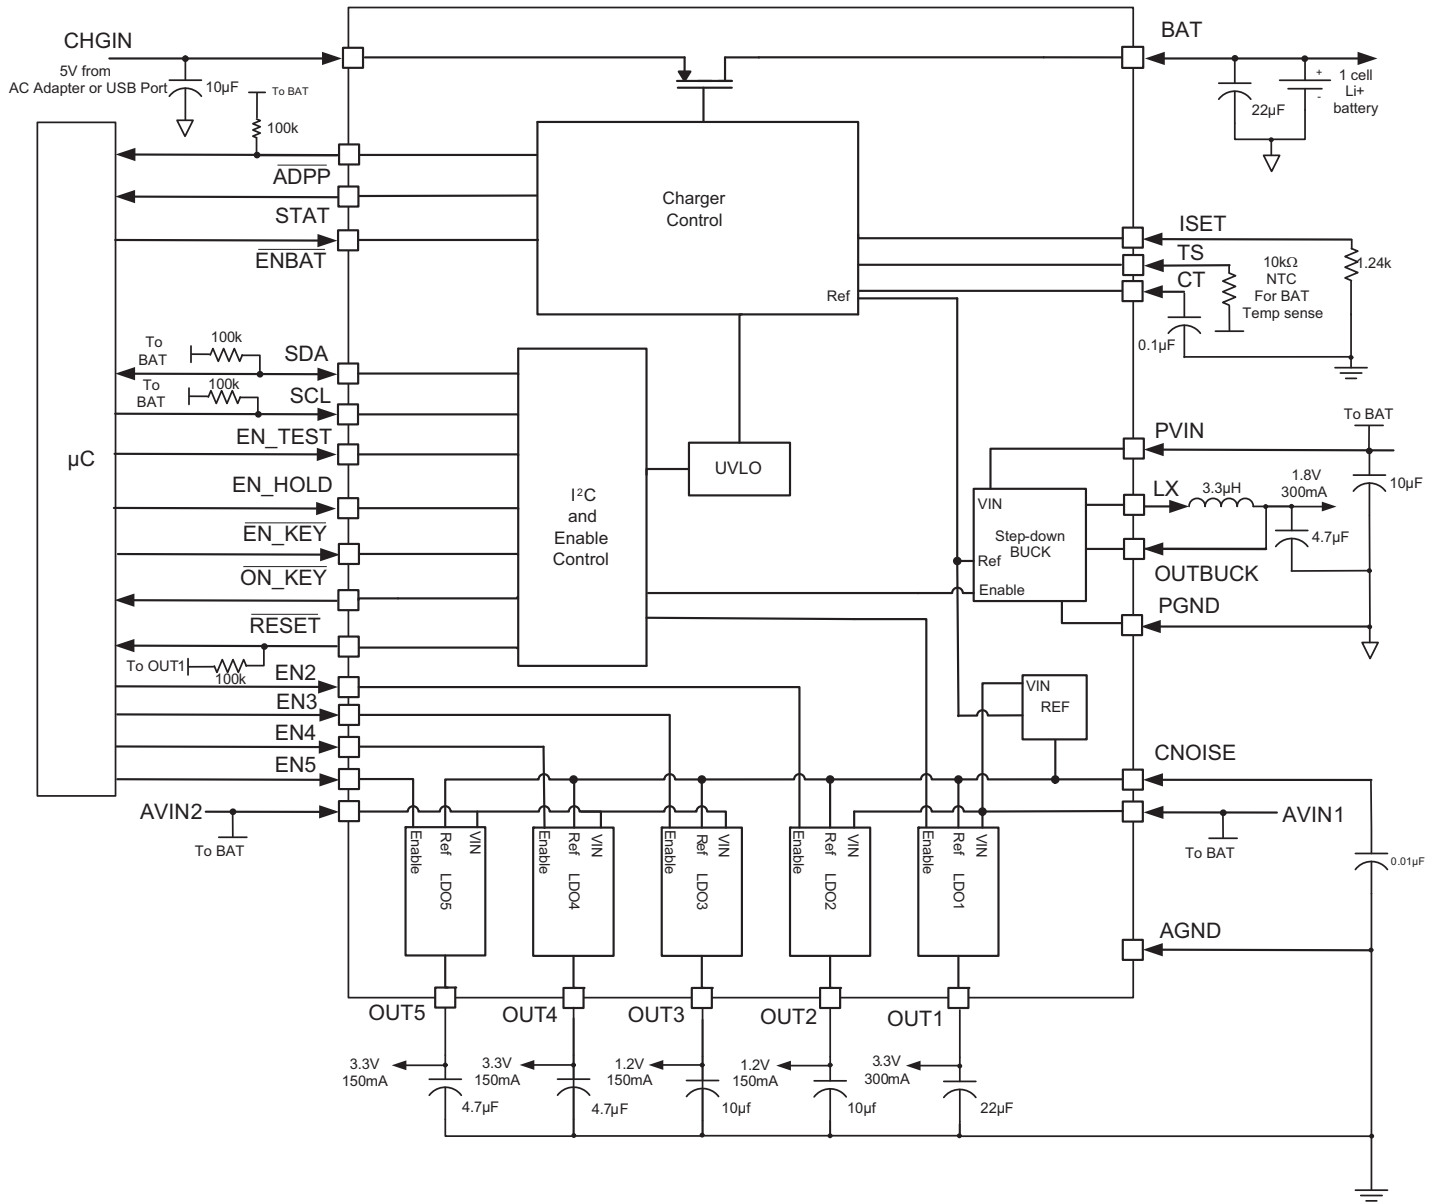 CHGIN
5V from
AC Adapter or USB Port
10µF
To BAT
100k
ADPP
STAT
ENBAT
Charger
Control
Ref
BAT
22µF
+
-
1 cell
Li+
battery
ISET
TS
CT
10kΩ
NTC
For BAT
Temp sense
1.24k
0.1µF
µC
To
BAT
100k
SDA
To
BAT
100k
SCL
EN_TEST
EN_HOLD
EN_KEY
ON_KEY
RESET
To OUT1
100k
EN2
EN3
EN4
EN5
AVIN2
To BAT
I²C
and
Enable
Control
UVLO
VIN
Step-down
BUCK
Ref
Enable
PVIN
To BAT
10µF
LX
3.3µH
1.8V
300mA
4.7µF
OUTBUCK
PGND
VIN
REF
CNOISE
AVIN1
To BAT
0.01µF
AGND
Enable
Ref
VIN
LDO5
Enable
Ref
VIN
LDO4
Enable
Ref
VIN
LDO3
Enable
Ref
VIN
LDO2
Enable
Ref
VIN
LDO1
OUT5
OUT4
OUT3
OUT2
OUT1
3.3V
150mA
4.7µF
3.3V
150mA
4.7µF
1.2V
150mA
10µf
1.2V
150mA
10µf
3.3V
300mA
22µF